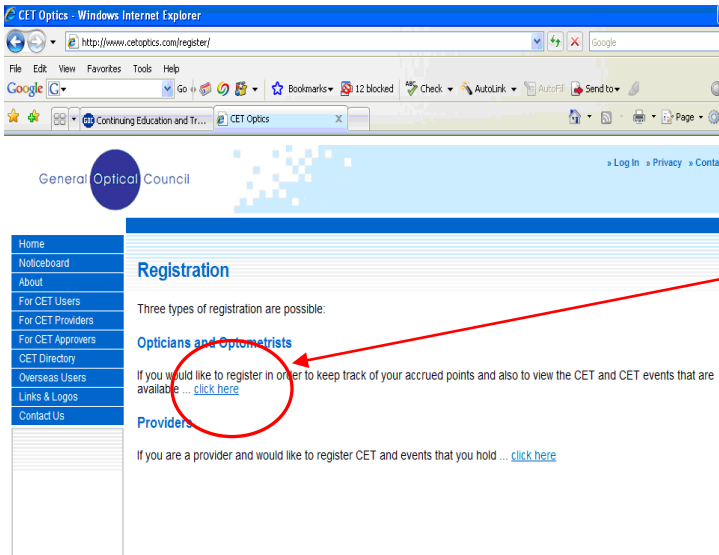 CET Optics - Windows Internet Explorer
http://www.cetoptics.com/register/
Google
File Edit View Favorites Tools Help
Google G Go Bookmarks 12 blocked Check AutoLink AutoFill Send to
Continuing Education and Tr... CET Optics X Page
General Optical Council
» Log In » Privacy » Conta
Home
Noticeboard
About
For CET Users
For CET Providers
For CET Approvers
CET Directory
Overseas Users
Links & Logos
Contact Us
Registration
Three types of registration are possible:
Opticians and Optometrists
If you would like to register in order to keep track of your accrued points and also to view the CET and CET events that are
available ... click here
Providers
If you are a provider and would like to register CET and events that you hold ... click here